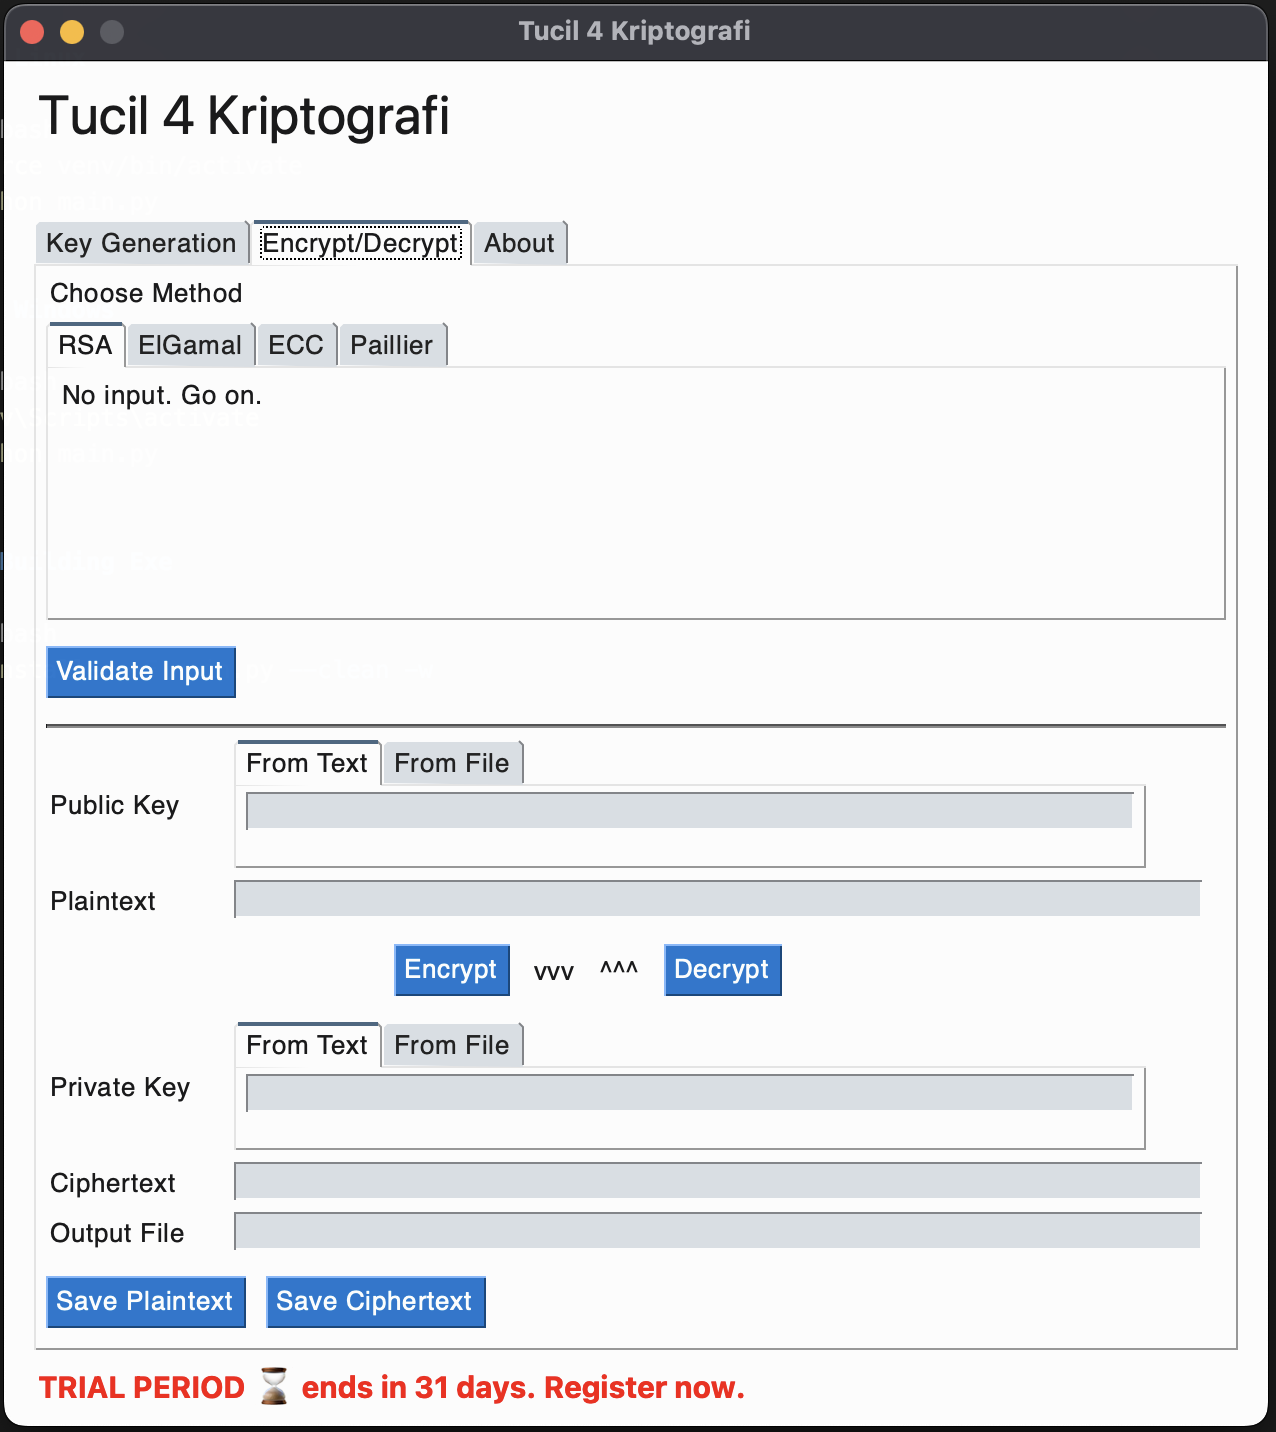 Tucil 4 Kriptografi
Tucil 4 Kriptografi
Key Generation Encrypt/Decrypt About
Choose Method
RSA ElGamal ECC Paillier
No input. Go on.
Validate Input
From Text From File
Public Key
Plaintext
Encrypt vvv ^^^ Decrypt
From Text From File
Private Key
Ciphertext
Output File
Save Plaintext Save Ciphertext
TRIAL PERIOD ⏳ ends in 31 days. Register now.